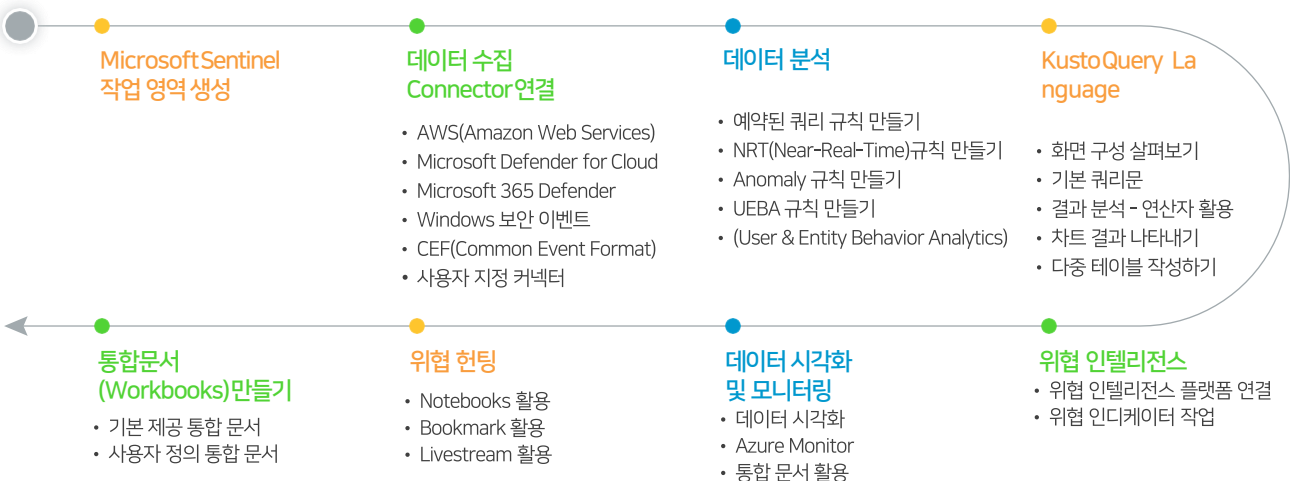 Microsoft Sentinel
작업 영역 생성
데이터 수집
Connector 연결
• AWS(Amazon Web Services)
• Microsoft Defender for Cloud
• Microsoft 365 Defender
• Windows 보안 이벤트
• CEF(Common Event Format)
• 사용자 지정 커넥터
데이터 분석
• 예약된 쿼리 규칙 만들기
• NRT(Near-Real-Time)규칙 만들기
• Anomaly 규칙 만들기
• UEBA 규칙 만들기
• (User & Entity Behavior Analytics)
KustoQuery La
nguage
• 화면 구성 살펴보기
• 기본 쿼리문
• 결과 분석 - 연산자 활용
• 차트 결과 나타내기
• 다중 테이블 작성하기
위협 인텔리전스
• 위협 인텔리전스 플랫폼 연결
• 위협 인디케이터 작업
데이터 시각화
및 모니터링
• 데이터 시각화
• Azure Monitor
• 통합 문서 활용
위협 헌팅
• Notebooks 활용
• Bookmark 활용
• Livestream 활용
통합문서
(Workbooks)만들기
• 기본 제공 통합 문서
• 사용자 정의 통합 문서